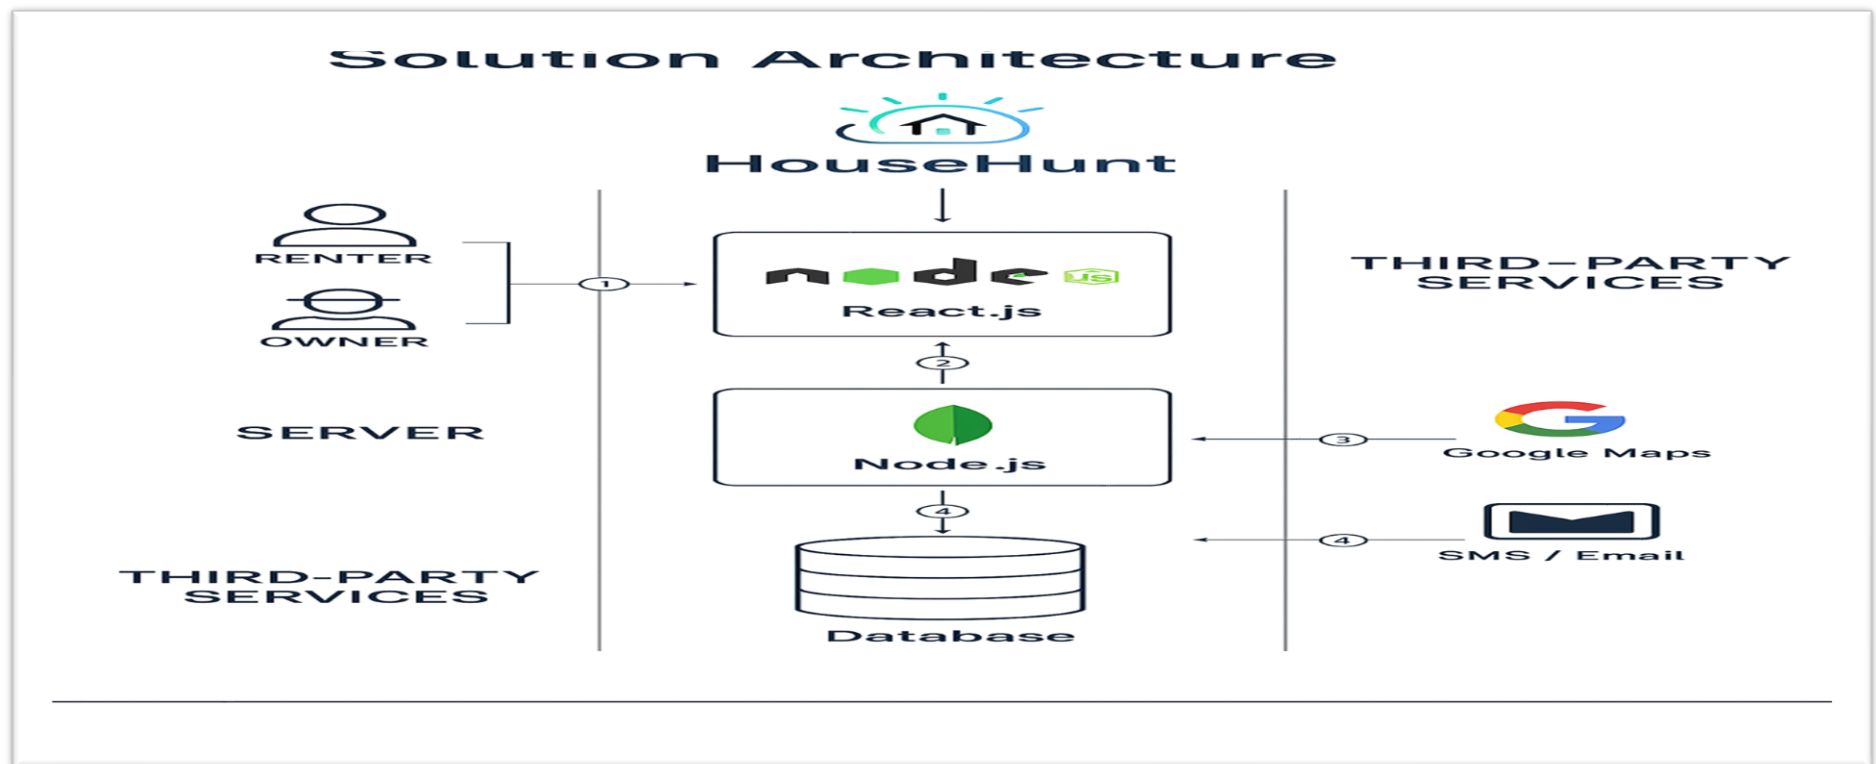 Solution Architecture
HouseHunt
RENTER
OWNER
1
node
JS
React.js
THIRD-PARTY
SERVICES
2
SERVER
Node.js
3
Google Maps
4
4
SMS / Email
THIRD-PARTY
SERVICES
Database